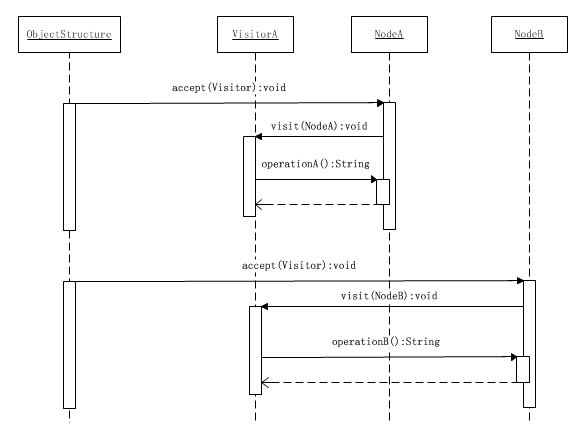 ObjectStructure
VisitorA
NodeA
NodeB
accept(Visitor):void
visit(NodeA):void
operationA():String
accept(Visitor):void
visit(NodeB):void
operationB():String